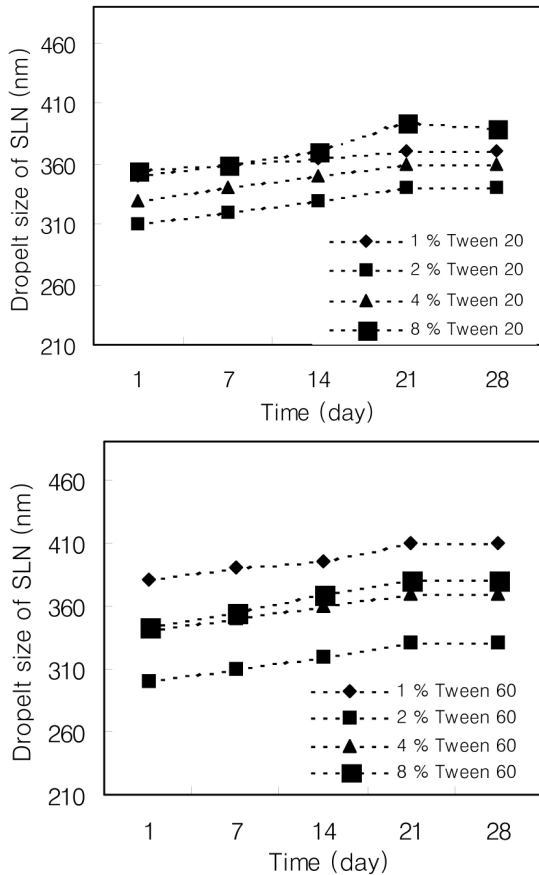 Dropelt size of SLN (nm)
460
410
360
310
260
210
1 % Tween 20
2 % Tween 20
4 % Tween 20
8 % Tween 20
1 7 14 21 28
Time (day)
Dropelt size of SLN (nm)
460
410
360
310
260
210
1 % Tween 60
2 % Tween 60
4 % Tween 60
8 % Tween 60
1 7 14 21 28
Time (day)